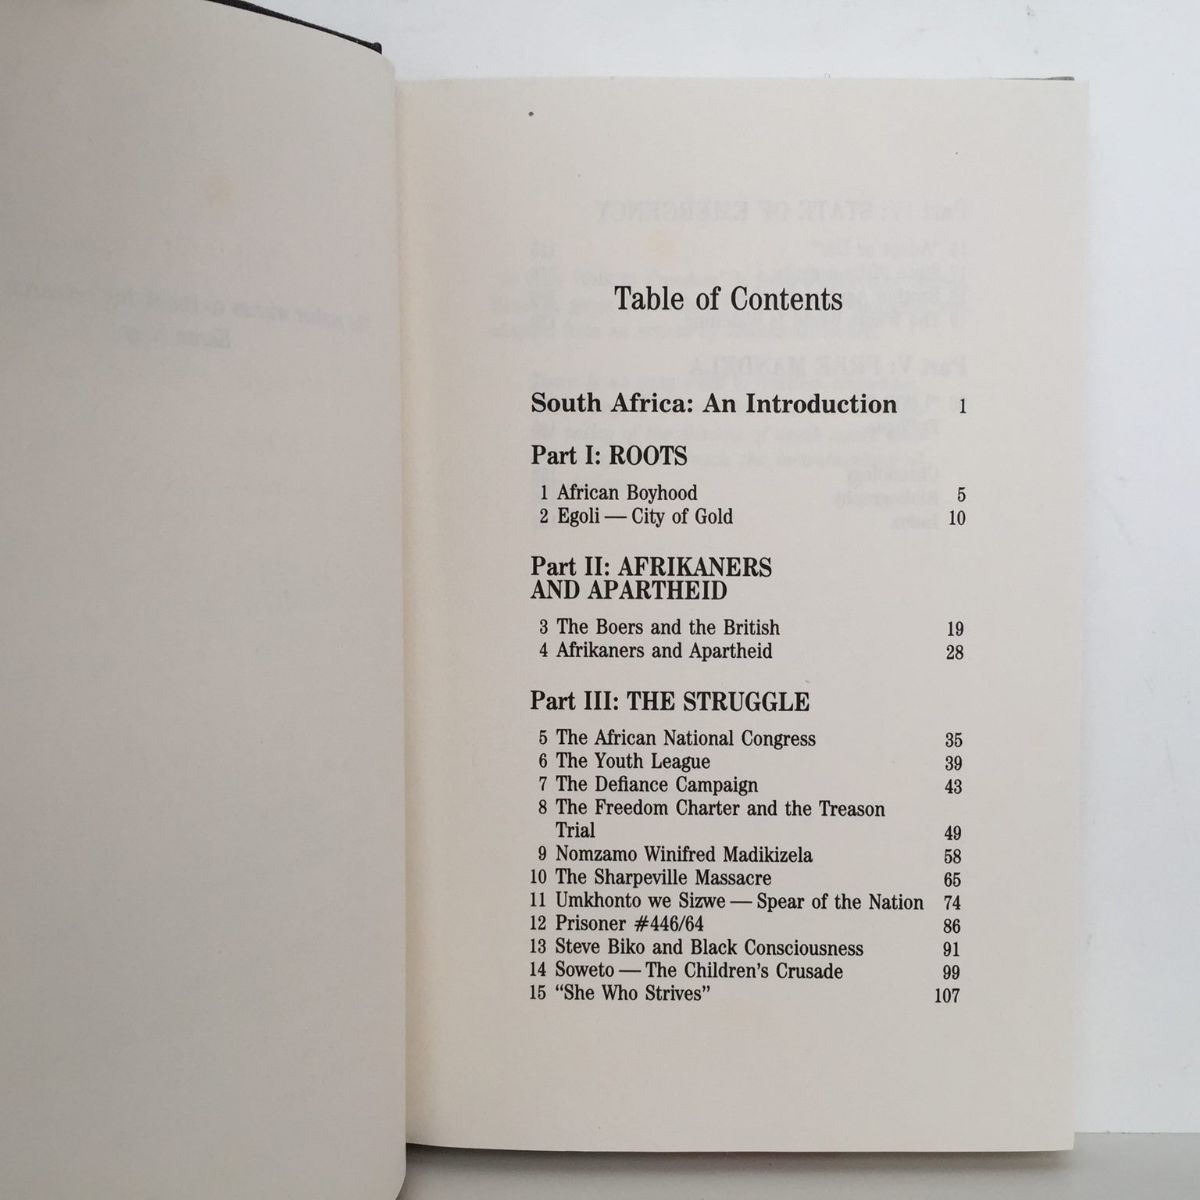 Table of Contents
South Africa: An Introduction 1
Part I: ROOTS
1 African Boyhood 5
2 Egoli — City of Gold 10
Part II: AFRIKANERS
AND APARTHEID
3 The Boers and the British 19
4 Afrikaners and Apartheid 28
Part III: THE STRUGGLE
5 The African National Congress 35
6 The Youth League 39
7 The Defiance Campaign 43
8 The Freedom Charter and the Treason
Trial 49
9 Nomzamo Winifred Madikizela 58
10 The Sharpeville Massacre 65
11 Umkhonto we Sizwe — Spear of the Nation 74
12 Prisoner #446/64 86
13 Steve Biko and Black Consciousness 91
14 Soweto — The Children's Crusade 99
15 “She Who Strives” 107